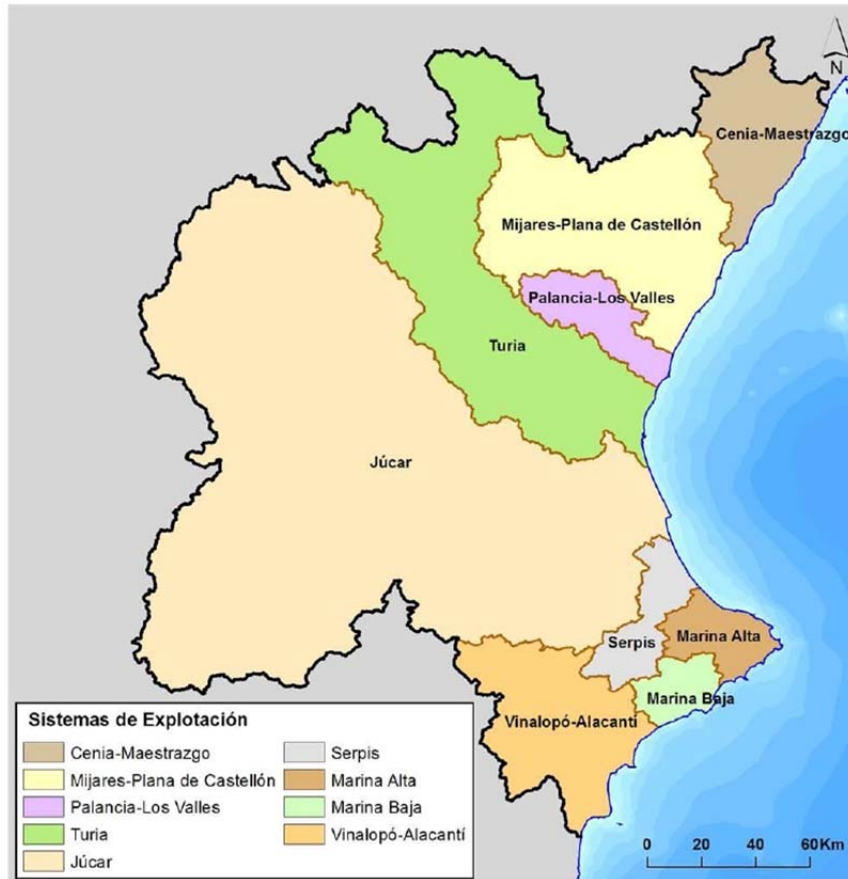 N
Cenia-Maestrazgo
Mijares-Plana de Castellón
Palancia-Los Valles
Turia
Júcar
Serpis
Marina Alta
Marina Baja
Vinalopó-Alacantí
Sistemas de Explotación
Cenia-Maestrazgo
Mijares-Plana de Castellón
Palancia-Los Valles
Turia
Júcar
Serpis
Marina Alta
Marina Baja
Vinalopó-Alacantí
0 20 40 60Km